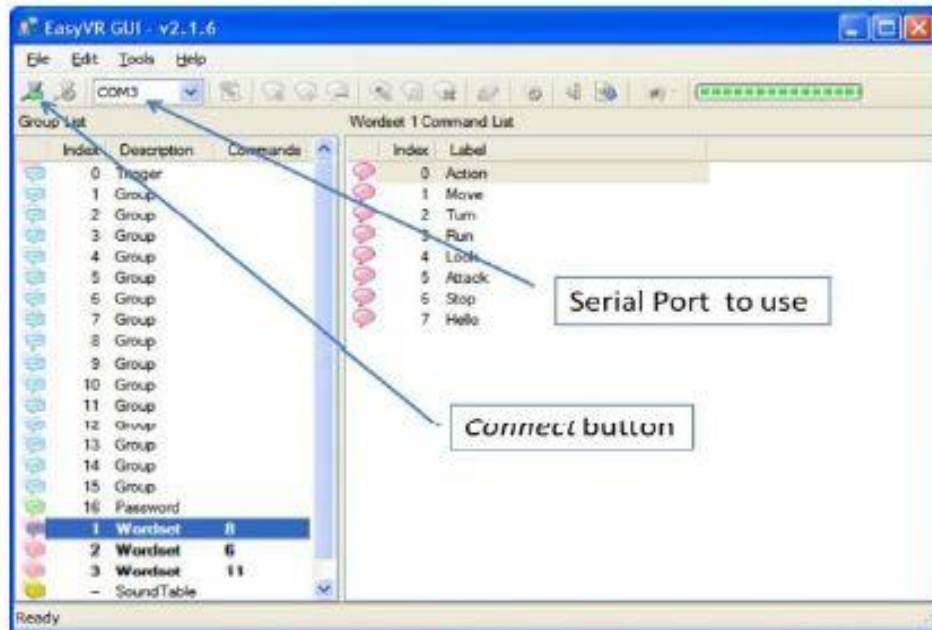 EasyVR GUI - v2.1.6
File Edit Tools Help
COM3
Group List
Index Description Commands
0 Trigger
1 Group
2 Group
3 Group
4 Group
5 Group
6 Group
7 Group
8 Group
9 Group
10 Group
11 Group
12 Group
13 Group
14 Group
15 Group
16 Password
1 Wordset 8
2 Wordset 6
3 Wordset 11
- SoundTable
Wordset 1 Command List
Index Label
0 Action
1 Move
2 Turn
3 Run
4 Look
5 Attack
6 Stop
7 Hello
Serial Port to use
Connect button
Ready